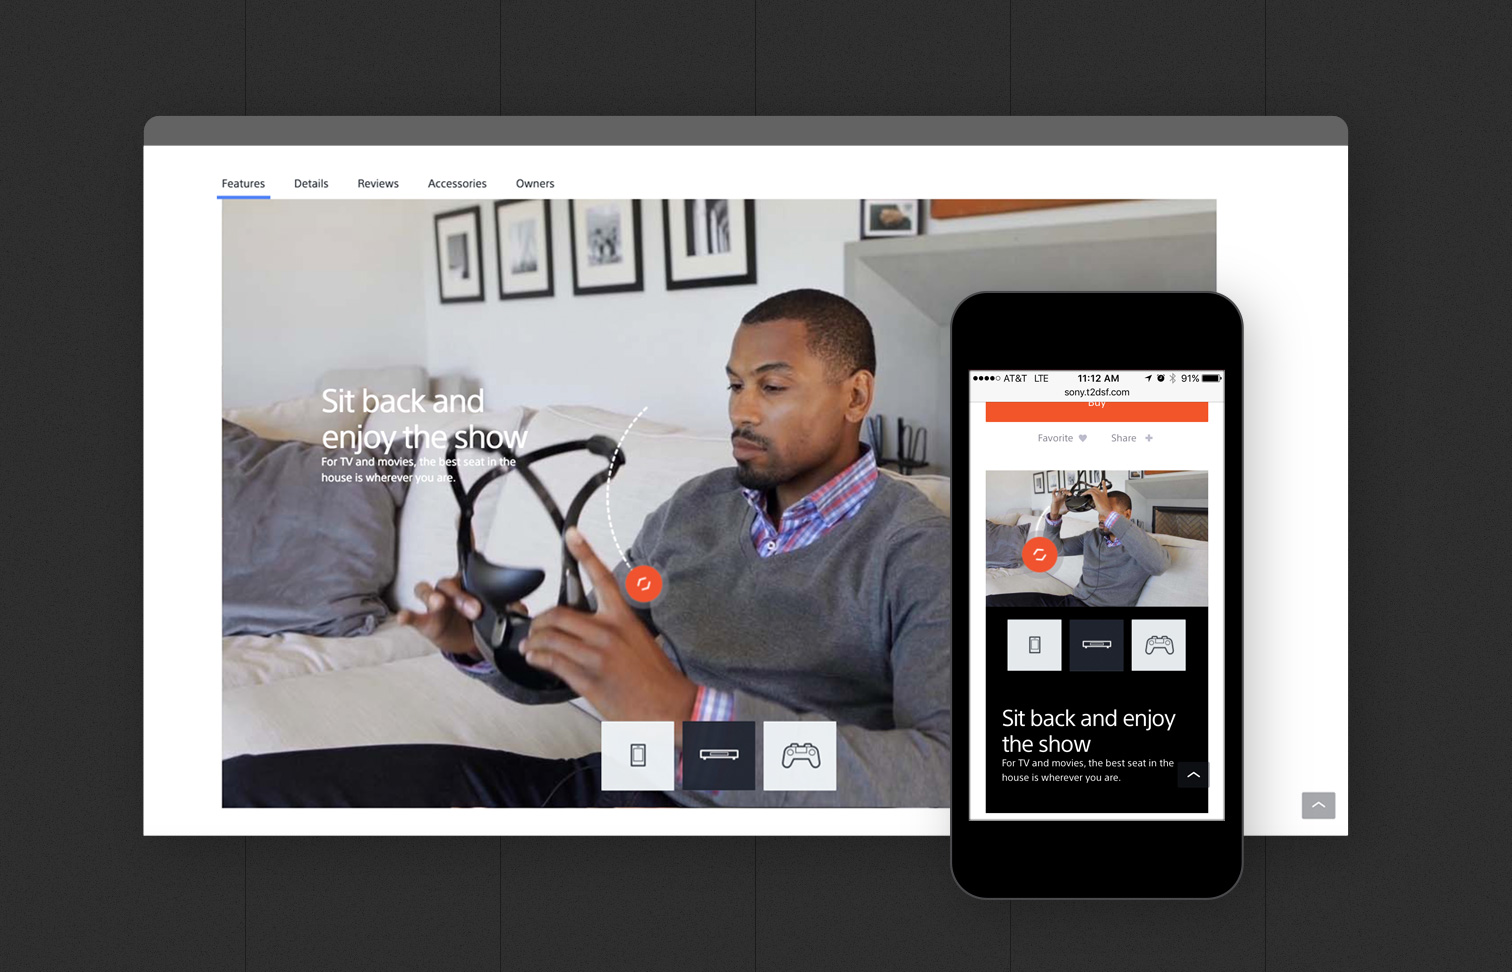 Features Details Reviews Accessories Owners
Sit back and
enjoy the show
For TV and movies, the best seat in the
house is wherever you are.
AT&T LTE 11:12 AM 91%
sony.t2dsf.com
Buy
Favorite Share
Sit back and enjoy
the show
For TV and movies, the best seat in the
house is wherever you are.